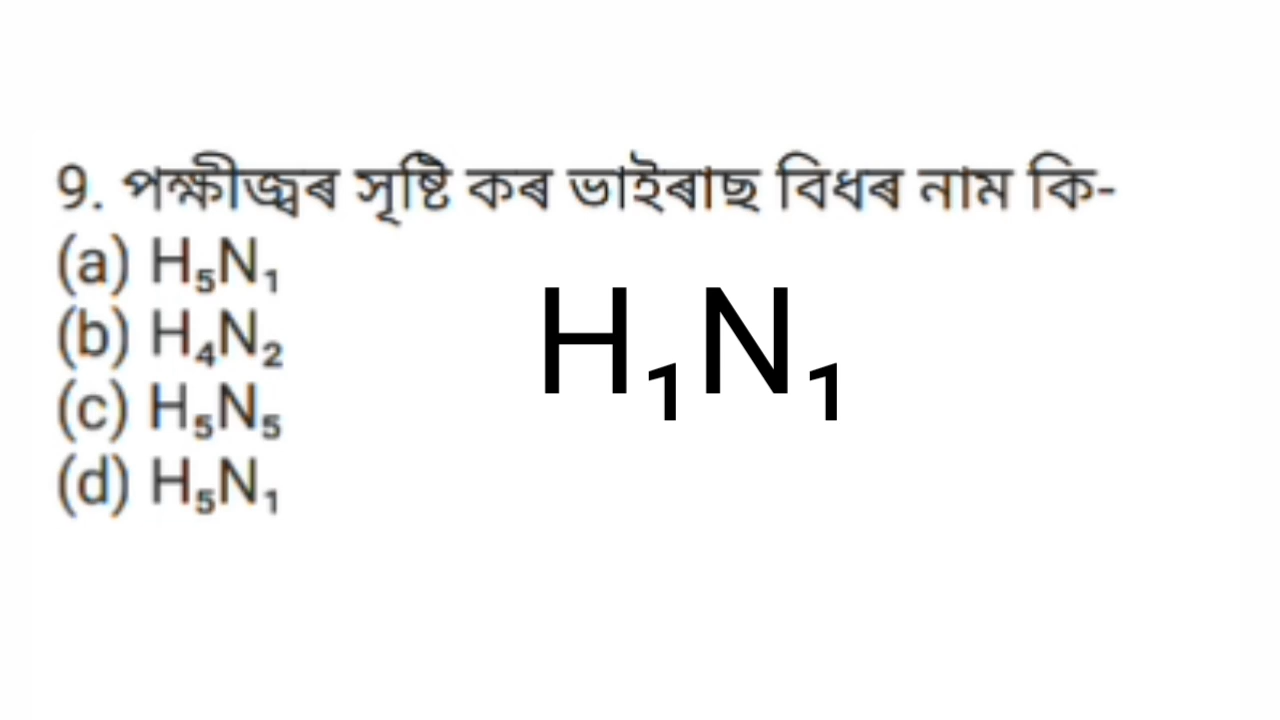 9. পক্ষীজ্বৰ সৃষ্টি কৰ ভাইৰাছ বিধৰ নাম কি-
(a) H₅N₁
(b) H₄N₂
(c) H₅N₅
(d) H₅N₁
H₁N₁